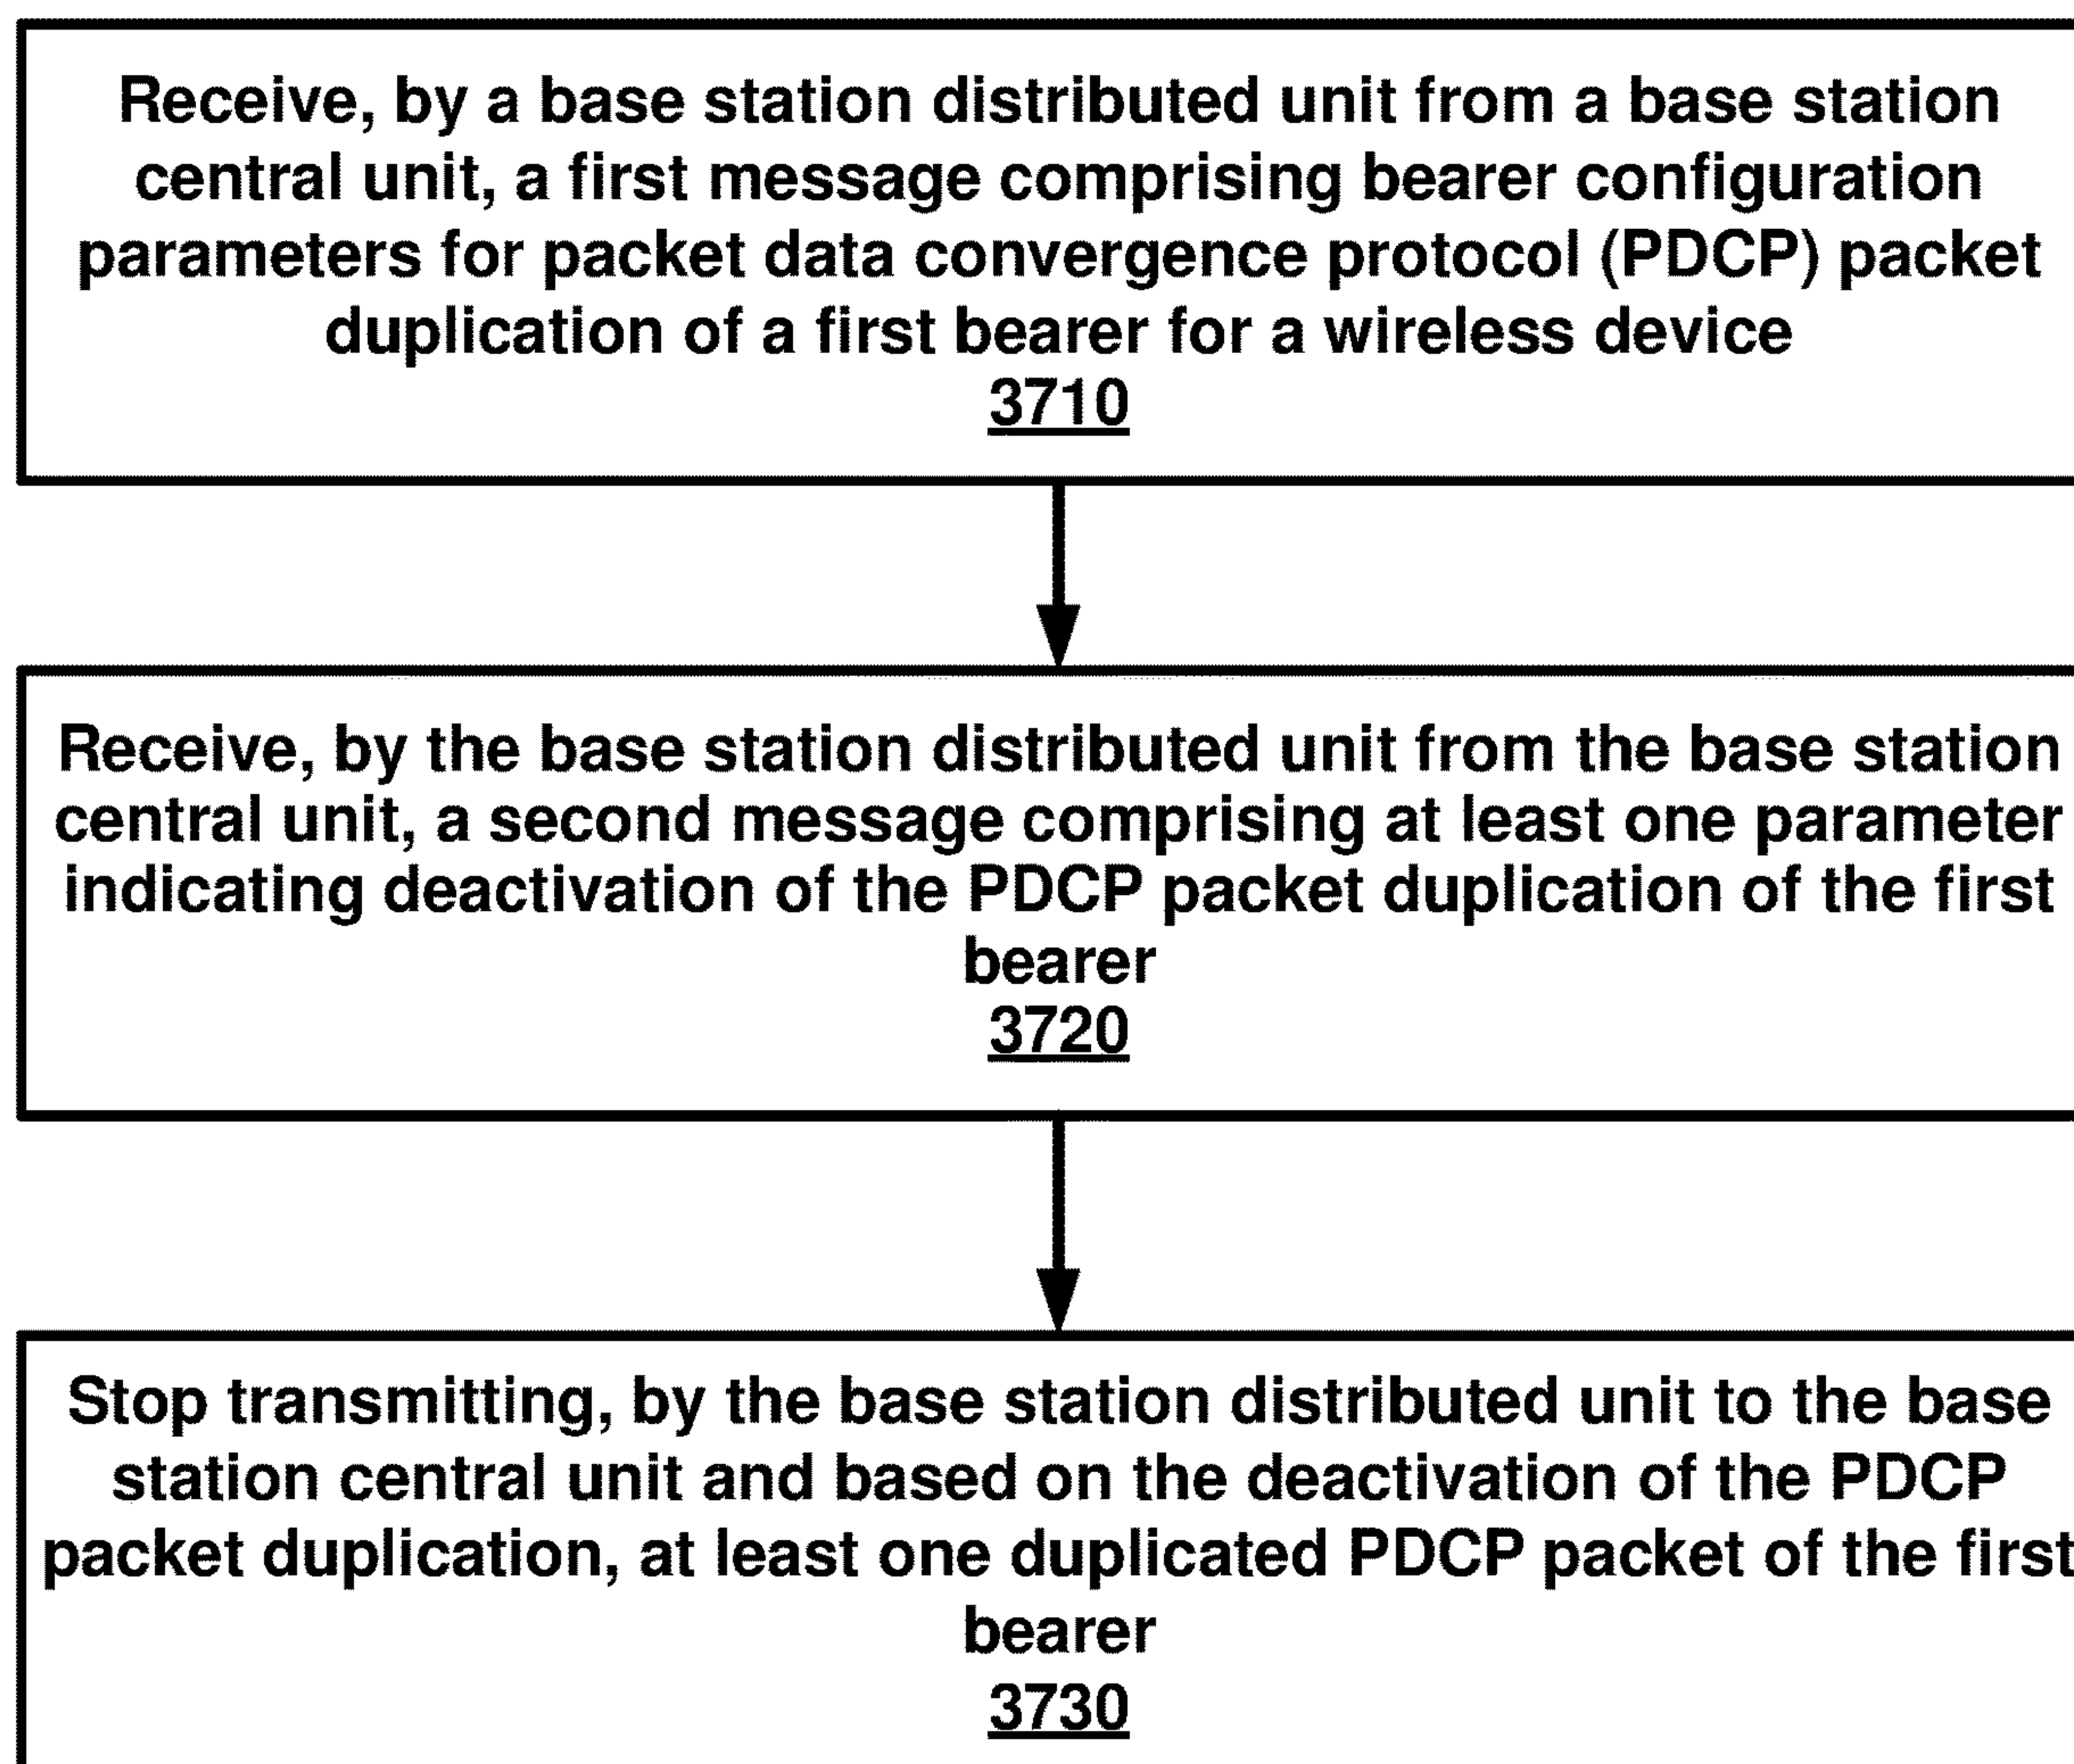 Receive, by a base station distributed unit from a base station
central unit, a first message comprising bearer configuration
parameters for packet data convergence protocol (PDCP) packet
duplication of a first bearer for a wireless device
3710
Receive, by the base station distributed unit from the base station
central unit, a second message comprising at least one parameter
indicating deactivation of the PDCP packet duplication of the first
bearer
3720
Stop transmitting, by the base station distributed unit to the base
station central unit and based on the deactivation of the PDCP
packet duplication, at least one duplicated PDCP packet of the first
bearer
3730